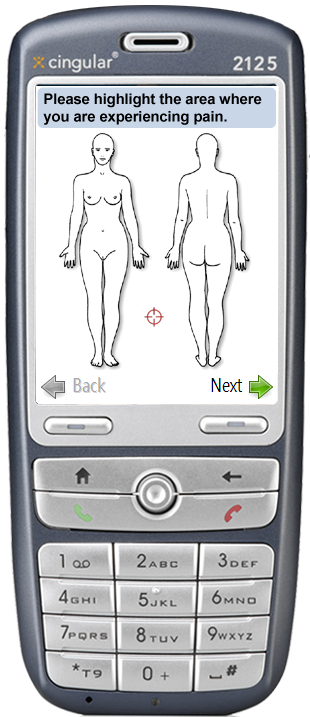 cingular®
2125
Please highlight the area where
you are experiencing pain.
Back
Next
1
2ABC
3DEF
4GHI
5JKL
6MNO
7PQRS
8TUV
9WXYZ
*T9
0 +
#